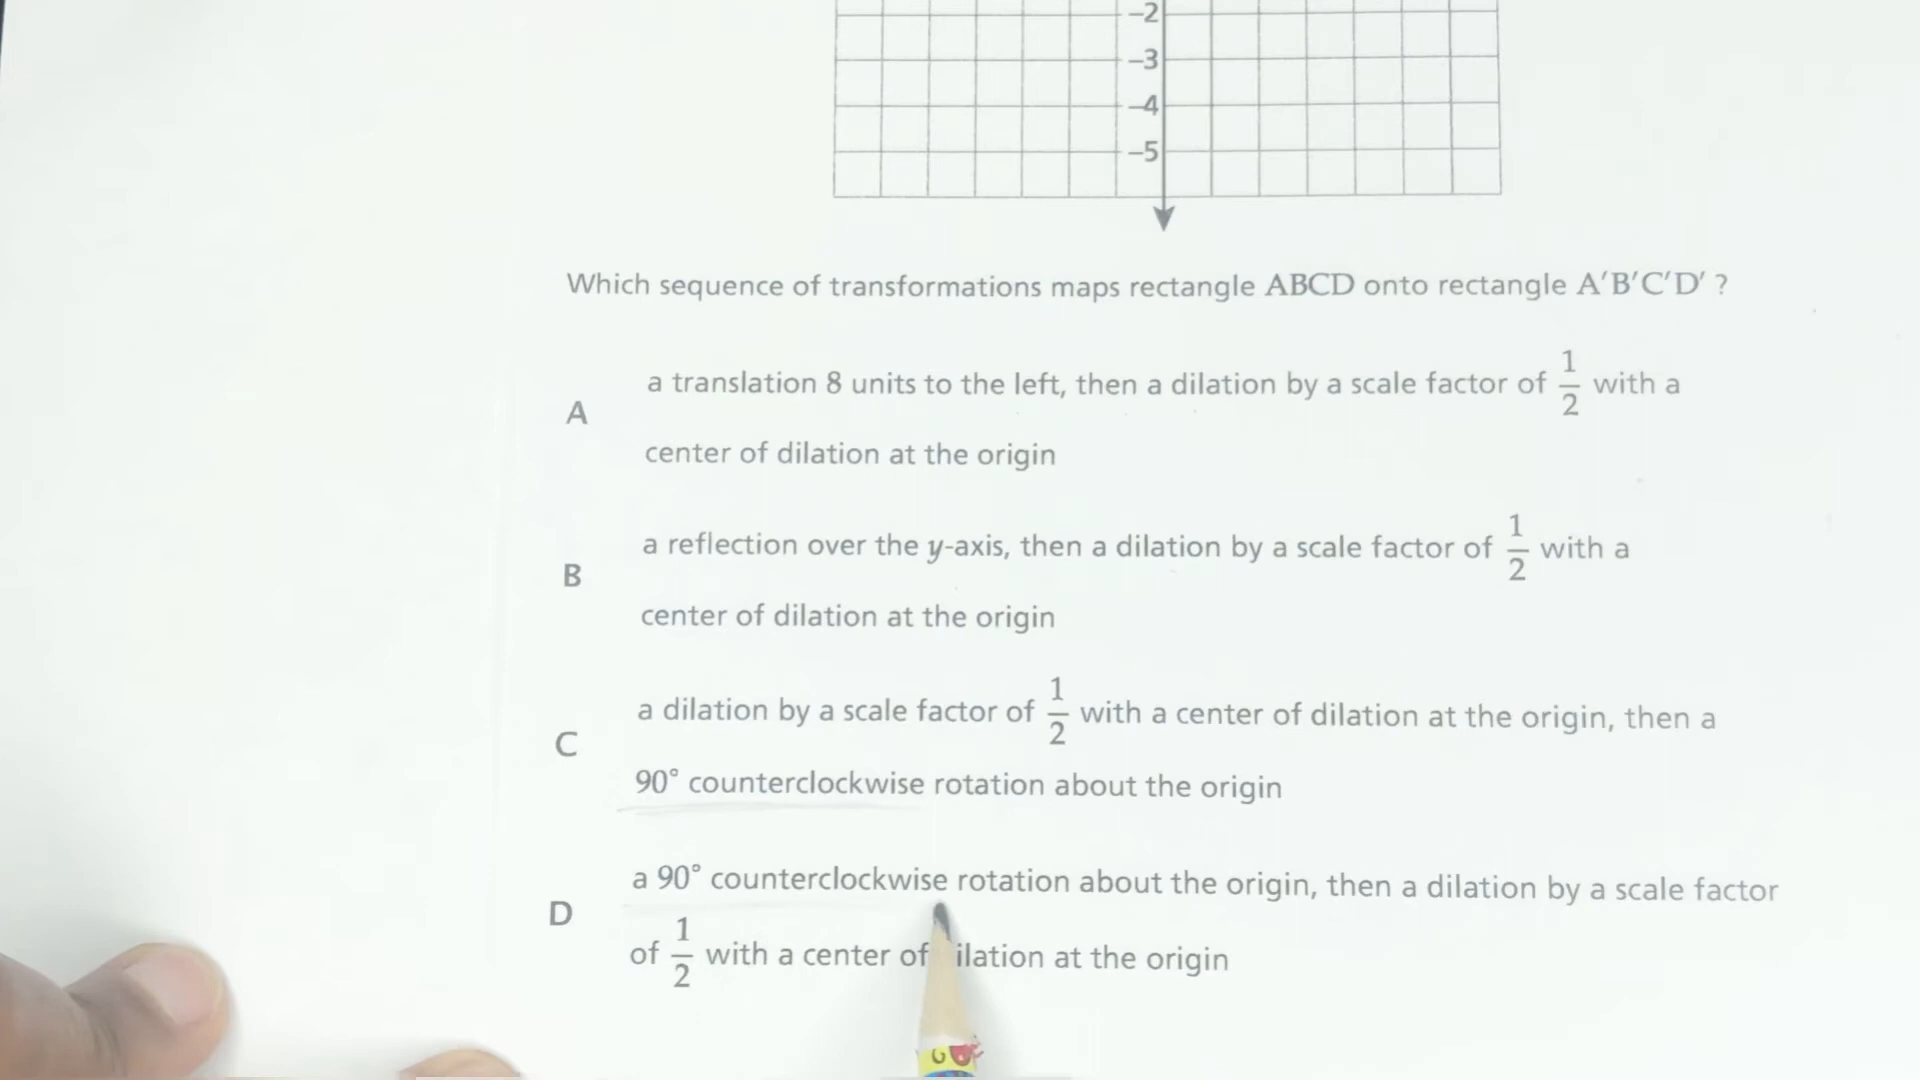 -2
-3
-4
-5
Which sequence of transformations maps rectangle ABCD onto rectangle A′B′C′D′ ?
A a translation 8 units to the left, then a dilation by a scale factor of 1/2 with a
center of dilation at the origin
B a reflection over the y-axis, then a dilation by a scale factor of 1/2 with a
center of dilation at the origin
C a dilation by a scale factor of 1/2 with a center of dilation at the origin, then a
90° counterclockwise rotation about the origin
D a 90° counterclockwise rotation about the origin, then a dilation by a scale factor
of 1/2 with a center of ilation at the origin